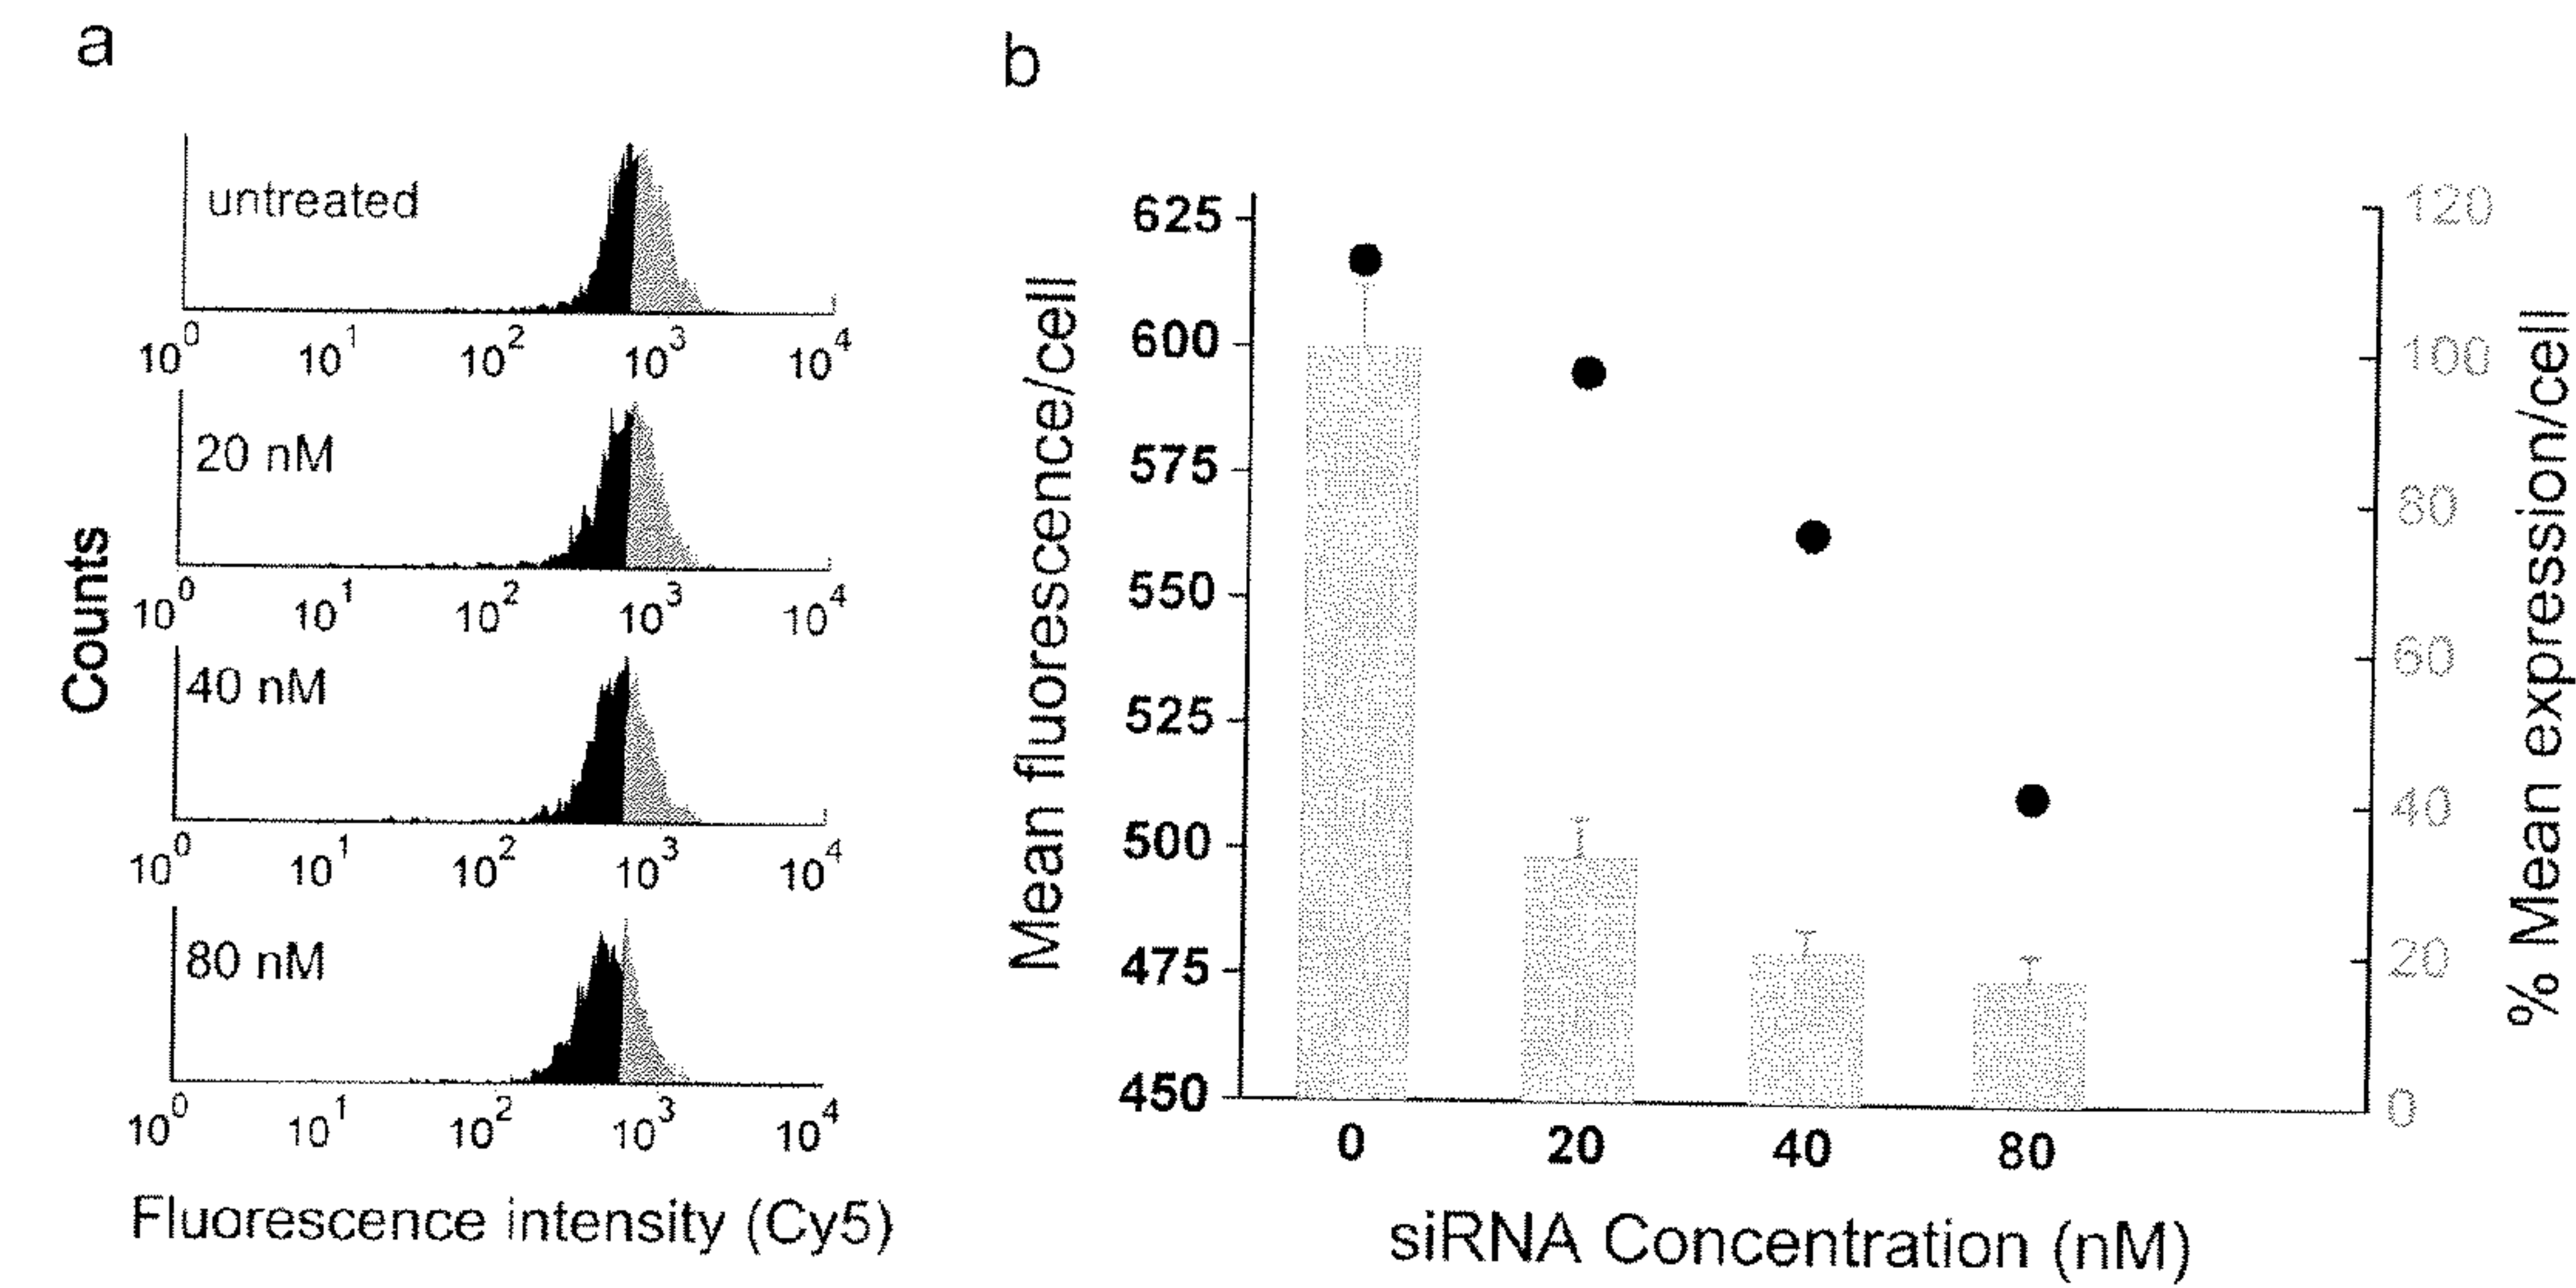 a
untreated
10^0 10^1 10^2 10^3 10^4
20 nM
10^0 10^1 10^2 10^3 10^4
40 nM
10^0 10^1 10^2 10^3 10^4
80 nM
10^0 10^1 10^2 10^3 10^4
Counts
Fluorescence intensity (Cy5)
b
Mean fluorescence/cell
625
600
575
550
525
500
475
450
120
100
80
60
40
20
0
% Mean expression/cell
0 20 40 80
siRNA Concentration (nM)